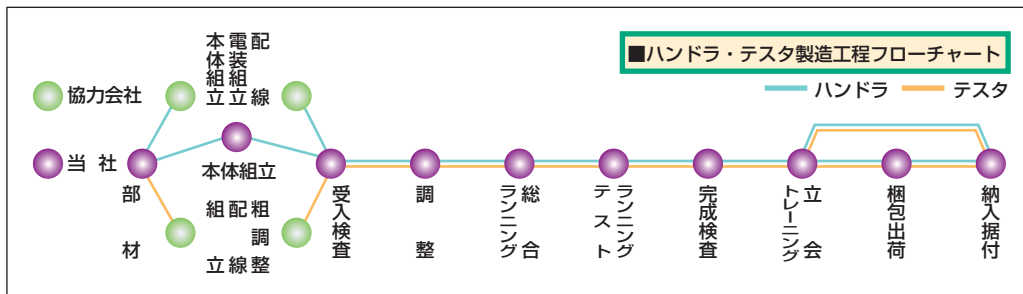 ■ハンドラ・テスタ製造工程フローチャート
ハンドラ
テスタ
協力会社
当社
本体組立
電装組立
配線
本体組立
部材
組立
配線
粗調整
受入検査
調整
総合
ランニング
ランニング
テスト
完成検査
立会
トレーニング
梱包出荷
納入据付